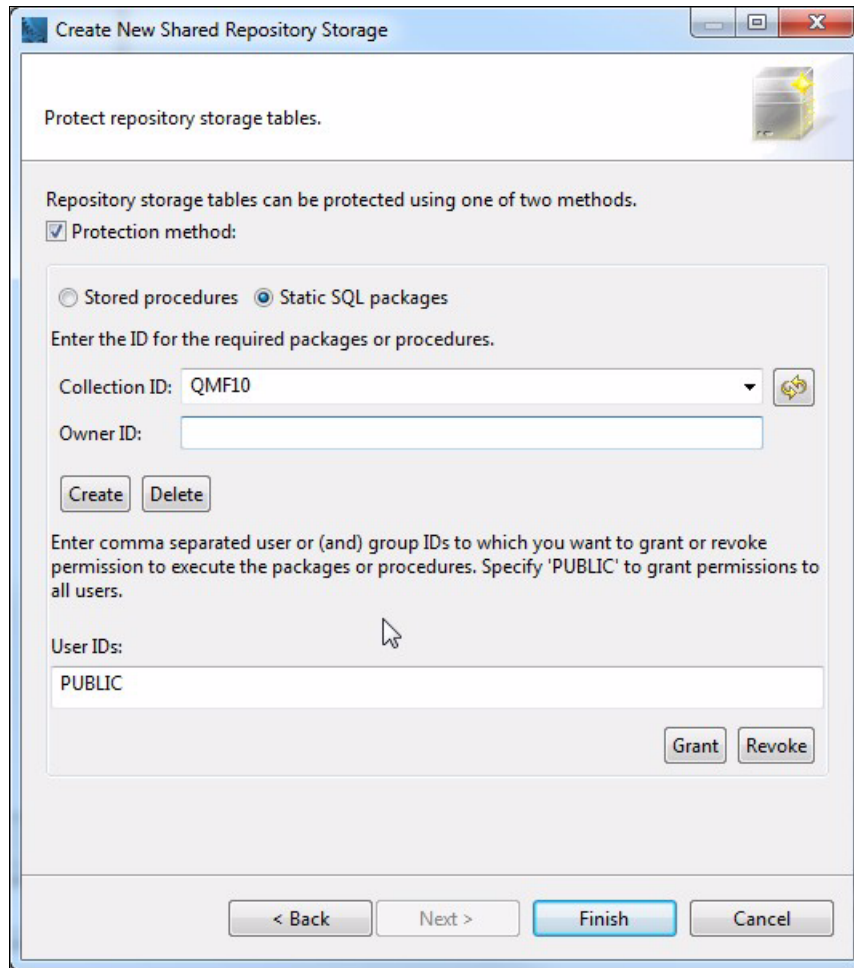 Create New Shared Repository Storage
Protect repository storage tables.
Repository storage tables can be protected using one of two methods.
Protection method:
Stored procedures Static SQL packages
Enter the ID for the required packages or procedures.
Collection ID: QMF10
Owner ID:
Create Delete
Enter comma separated user or (and) group IDs to which you want to grant or revoke
permission to execute the packages or procedures. Specify 'PUBLIC' to grant permissions to
all users.
User IDs:
PUBLIC
Grant Revoke
< Back Next > Finish Cancel